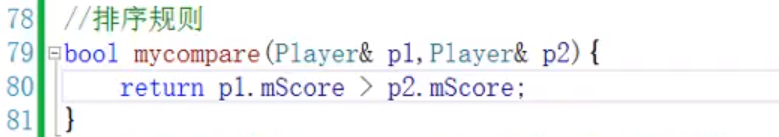 78 //排序规则
79 bool mycompare(Player& p1,Player& p2){
80 return p1.mScore > p2.mScore;
81 }